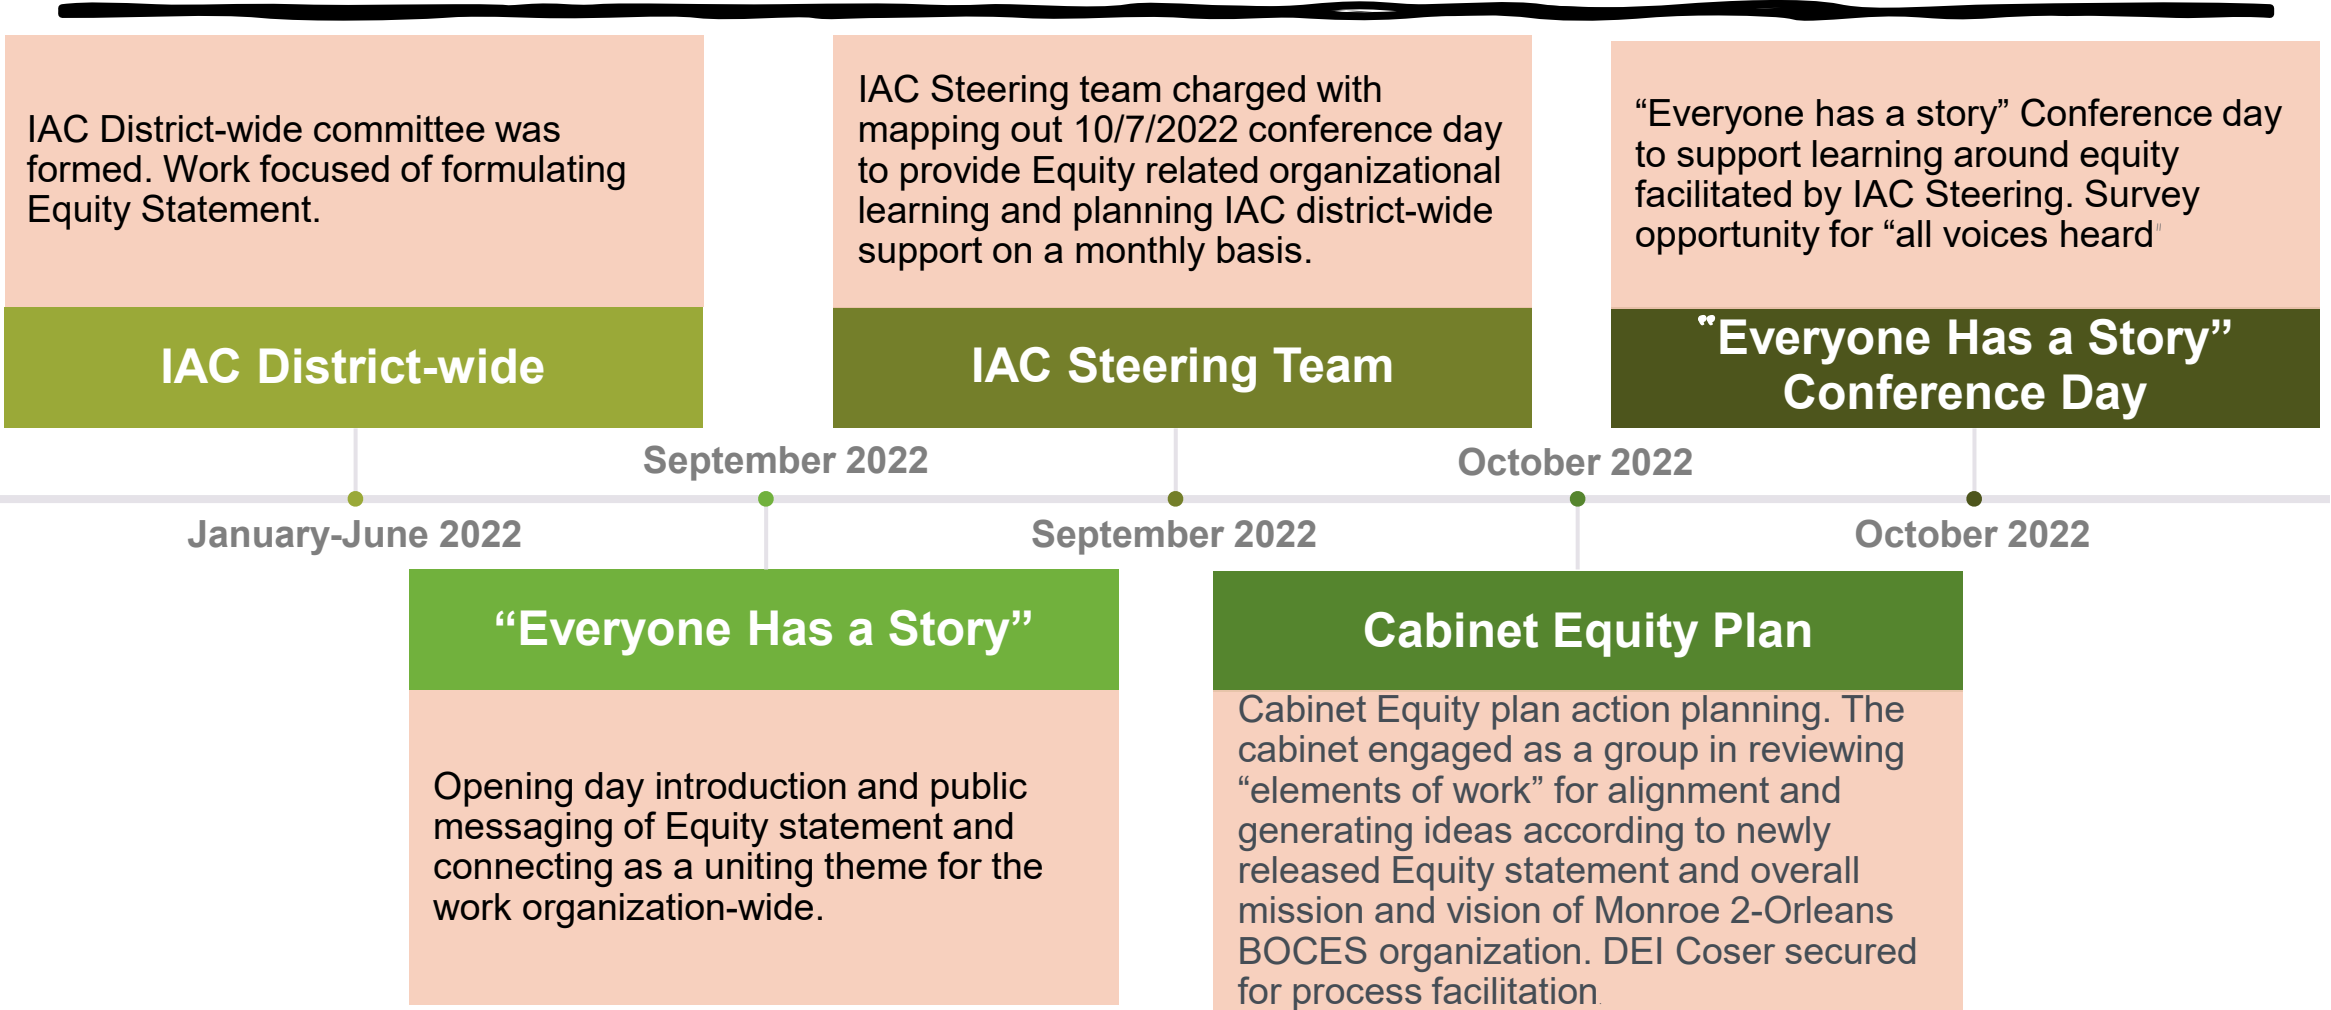 IAC District-wide committee was
formed. Work focused of formulating
Equity Statement.
IAC District-wide
January-June 2022
September 2022
“Everyone Has a Story”
Opening day introduction and public
messaging of Equity statement and
connecting as a uniting theme for the
work organization-wide.
IAC Steering team charged with
mapping out 10/7/2022 conference day
to provide Equity related organizational
learning and planning IAC district-wide
support on a monthly basis.
IAC Steering Team
September 2022
October 2022
Cabinet Equity Plan
Cabinet Equity plan action planning. The
cabinet engaged as a group in reviewing
“elements of work” for alignment and
generating ideas according to newly
released Equity statement and overall
mission and vision of Monroe 2-Orleans
BOCES organization. DEI Coser secured
for process facilitation.
“Everyone has a story” Conference day
to support learning around equity
facilitated by IAC Steering. Survey
opportunity for “all voices heard"
“Everyone Has a Story”
Conference Day
October 2022